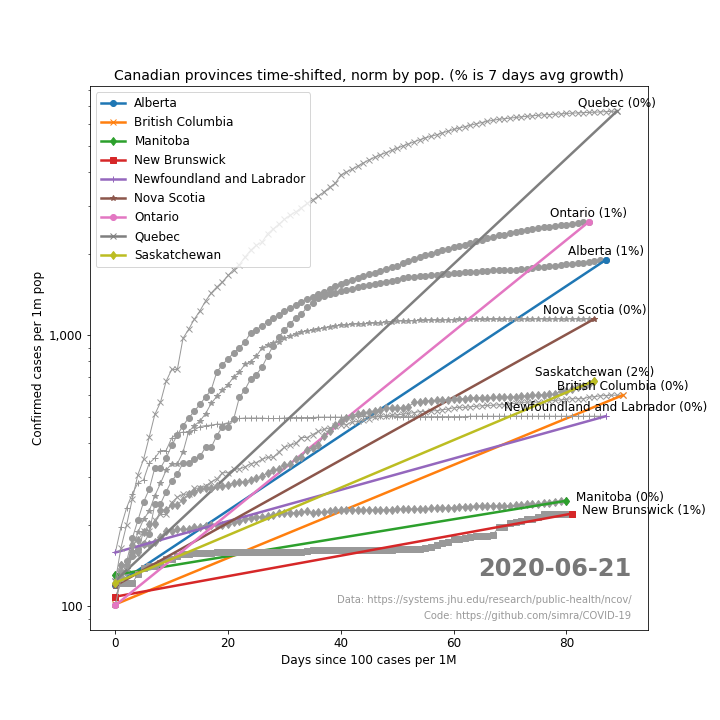 Canadian provinces time-shifted, norm by pop. (% is 7 days avg growth)
Alberta
British Columbia
Manitoba
New Brunswick
Newfoundland and Labrador
Nova Scotia
Ontario
Quebec
Saskatchewan
Quebec (0%)
Ontario (1%)
Alberta (1%)
Nova Scotia (0%)
Saskatchewan (2%)
British Columbia (0%)
Newfoundland and Labrador (0%)
Manitoba (0%)
New Brunswick (1%)
1,000
100
Confirmed cases per 1m pop
2020-06-21
Data: https://systems.jhu.edu/research/public-health/ncov/
Code: https://github.com/simra/COVID-19
0 20 40 60 80
Days since 100 cases per 1M